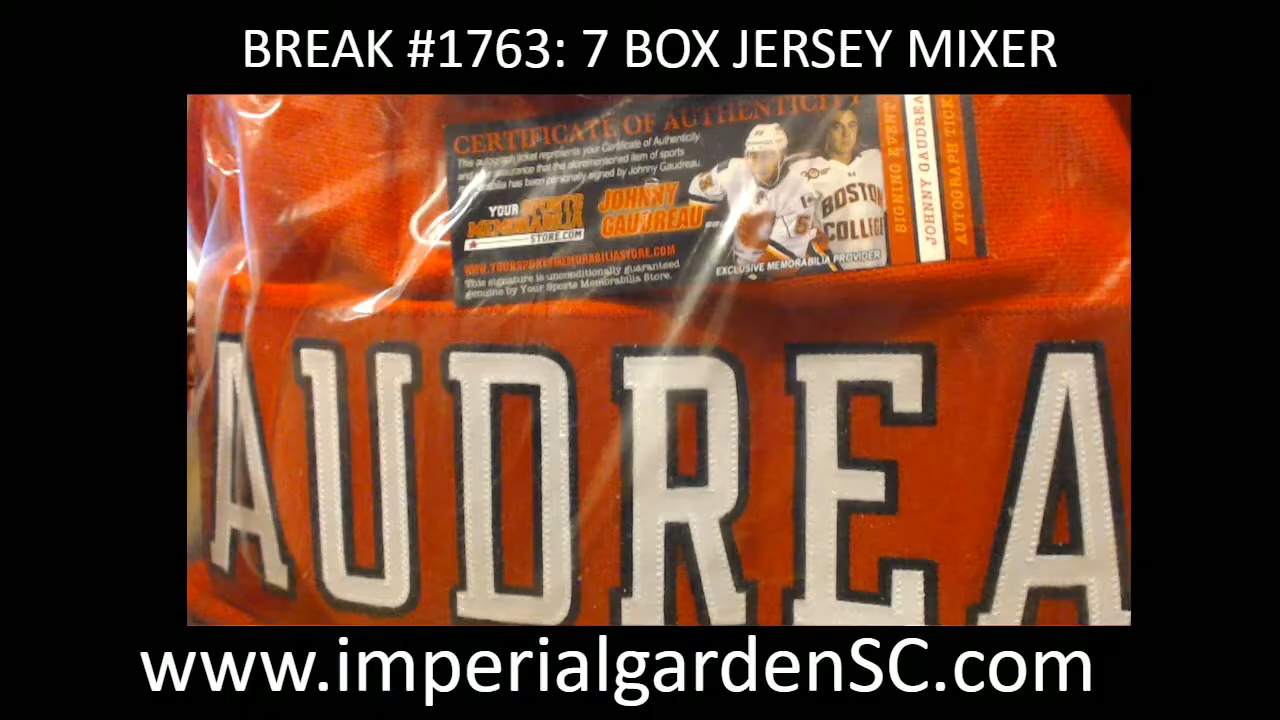 BREAK #1763: 7 BOX JERSEY MIXER
CERTIFICATE OF AUTHENTICITY
This autograph ticket represents your Certificate of Authenticity
and assurance that the aforementioned item of sports
memorabilia has been personally signed by Johnny Gaudreau.
YOUR SPORTS
MEMORABILIA
STORE.COM
JOHNNY
GAUDREAU
WWW.YOURSPORTSMEMORABILIASTORE.COM
This signature is unconditionally guaranteed
genuine by Your Sports Memorabilia Store.
BOSTON
COLLEGE
EXCLUSIVE MEMORABILIA PROVIDER
SIGNING EVENT
JOHNNY GAUDREA
AUTOGRAPH TICK
AUDREA
www.imperialgardenSC.com